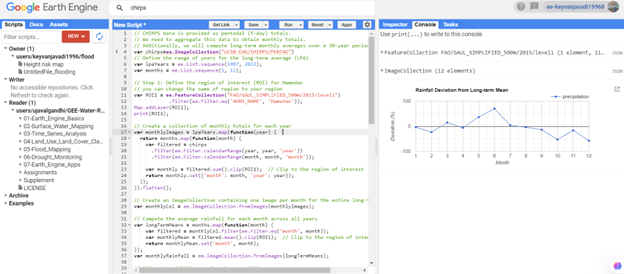 Google Earth Engine
chirps
ee-keyvanjavadi19968
Scripts Docs Assets
Filter scripts...
NEW
Owner (1)
users/keyvanjavadi1996/flood
Height risk map
UntitledFile_flooding
Writer
No accessible repositories. Click
Refresh to check again.
Reader (1)
users/ujavalgandhi/GEE-Water-R
01-Earth_Engine_Basics
02-Surface_Water_Mapping
03-Time_Series_Analysis
04-Land_Use_Land_Cover_Cla
05-Flood_Mapping
06-Drought_Monitoring
07-Earth_Engine_Apps
Assignments
Supplement
LICENSE
Archive
Examples
New Script *
Get Link Save Run Reset Apps
// CHIRPS data is provided as pentadal (5-day) totals.
// We need to aggregate this data to obtain monthly totals.
// Additionally, we will compute long-term monthly averages over a 30-year period
var chirps=ee.ImageCollection("UCSB-CHG/CHIRPS/PENTAD")
// Define the range of years for the long-term average (LPA)
var lpaYears = ee.List.sequence(1987, 2022);
var months = ee.List.sequence(1, 12);
// Step 1: Define the region of interest (ROI) for Hamedan
// you can change the name of region to your region
var ROI1 = ee.FeatureCollection("FAO/GAUL_SIMPLIFIED_500m/2015/level1")
.filter(ee.Filter.eq('ADM1_NAME', 'Hamedan'));
Map.addLayer(ROI1);
print(ROI1);
// Create a collection of monthly totals for each year
var monthlyImages = lpaYears.map(function(year) {
return months.map(function(month) {
var filtered = chirps
.filter(ee.Filter.calendarRange(year, year, 'year'))
.filter(ee.Filter.calendarRange(month, month, 'month'));
var monthly = filtered.sum().clip(ROI1); // Clip to the region of interest
return monthly.set({'month': month, 'year': year});
});
}).flatten();
// Create an ImageCollection containing one image per month for the entire long-t
var monthlyCol = ee.ImageCollection.fromImages(monthlyImages);
// Compute the average rainfall for each month across all years
var longTermMeans = months.map(function(month) {
var filtered = monthlyCol.filter(ee.Filter.eq('month', month));
var monthlyMean = filtered.mean().clip(ROI1); // Clip to the region of inter
return monthlyMean.set('month', month);
});
var monthlyRainfall = ee.ImageCollection.fromImages(longTermMeans);
Inspector Console Tasks
Use print(...) to write to this console.
FeatureCollection FAO/GAUL_SIMPLIFIED_500m/2015/level1 (1 element, 11... JSON
ImageCollection (12 elements) JSON
Rainfall Deviation from Long-term Mean
precipitation
Deviation (%)
100
0
-100
1 2 3 4 5 6 7 8 9 10 11 12
Month